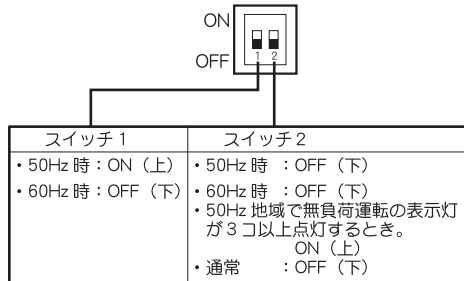 ON
OFF
1 2
スイッチ1
・50Hz 時：ON（上）
・60Hz 時：OFF（下）
スイッチ2
・50Hz 時 ：OFF（下）
・60Hz 時：OFF（下）
・50Hz 地域で無負荷運転の表示灯
が3コ以上点灯するとき。
ON（上）
・通常 ：OFF（下）